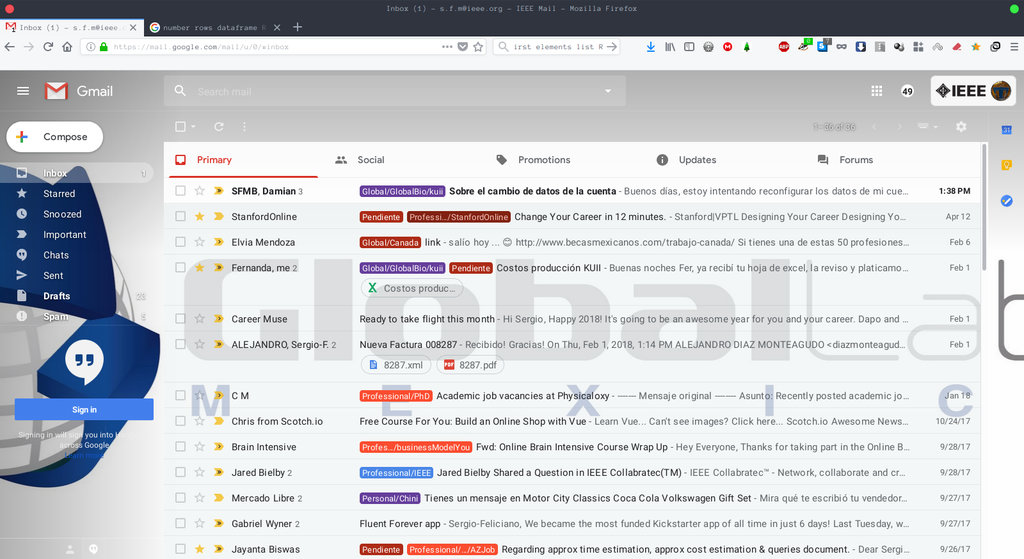 Inbox (1) – s.f.m@ieee.org – IEEE Mail – Mozilla Firefox
Inbox (1) – s.f.m@ieee.
number rows dataframe R
https://mail.google.com/mail/u/0/#inbox
irst elements list R
Gmail
Search mail
49
IEEE
Compose
1–36 of 36
Primary
Social
Promotions
Updates
Forums
Inbox 1
Starred
Snoozed
Important
Chats
Sent
Drafts 23
Spam 5
Sign in
Signing in will sign you into H
across Google
SFMB, Damian 3 Global/GlobalBio/kuii Sobre el cambio de datos de la cuenta - Buenos días, estoy intentando reconfigurar los datos de mi cue… 1:38 PM
StanfordOnline Pendiente Professi…/StanfordOnline Change Your Career in 12 minutes. - Stanford|VPTL Designing Your Career Designing Yo… Apr 12
Elvia Mendoza Global/Canada link - salío hoy ... 😊 http://www.becasmexicanos.com/trabajo-canada/ Si tienes una de estas 50 profesiones… Feb 6
Fernanda, me 2 Global/GlobalBio/kuii Pendiente Costos producción KUII - Buenas noches Fer, ya recibí tu hoja de excel, la reviso y platicamo… Feb 1
Costos produc…
Career Muse Ready to take flight this month - Hi Sergio, Happy 2018! It's going to be an awesome year for you and your career. Dapo and … Feb 1
ALEJANDRO, Sergio-F. 2 Nueva Factura 008287 - Recibido! Gracias! On Thu, Feb 1, 2018, 1:14 PM ALEJANDRO DIAZ MONTEAGUDO <diazmonteagud… Feb 1
8287.xml
8287.pdf
C M Professional/PhD Academic job vacancies at Physicaloxy - —— Mensaje original —— Asunto: Recently posted academic jo… Jan 18
Chris from Scotch.io Free Course For You: Build an Online Shop with Vue - Learn Vue... Can't see images? Click here... Scotch.io Awesome News… 10/24/17
Brain Intensive Profes…/businessModelYou Fwd: Online Brain Intensive Course Wrap Up - Hey Everyone, Thanks for taking part in the Online B… 9/28/17
Jared Bielby 2 Professional/IEEE Jared Bielby Shared a Question in IEEE Collabratec(TM) - IEEE Collabratec™ - Network, collaborate and cr… 9/28/17
Mercado Libre 2 Personal/Chini Tienes un mensaje en Motor City Classics Coca Cola Volkswagen Gift Set - Mira qué te escribió tu vendedor… 9/27/17
Gabriel Wyner 2 Fluent Forever app - Sergio-Feliciano, We became the most funded Kickstarter app of all time in just 6 days! Last Tuesday, w… 9/27/17
Jayanta Biswas Pendiente Professional/…/AZJob Regarding approx time estimation, approx cost estimation & queries document. - Dear Sergi… 9/26/17
GlobalLab
MEXIC